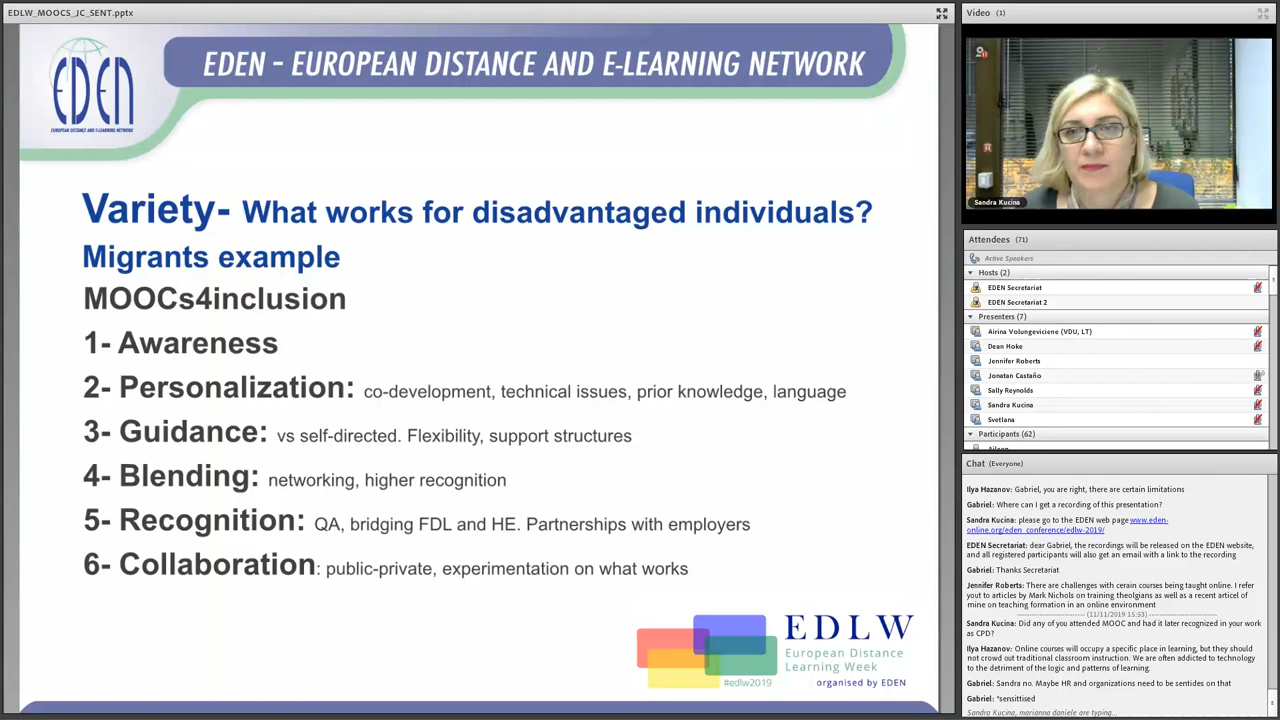 EDLW_MOOCS_JC_SENT.pptx
EDEN
EUROPEAN DISTANCE AND E-LEARNING NETWORK
EDEN - EUROPEAN DISTANCE AND E-LEARNING NETWORK
Variety- What works for disadvantaged individuals?
Migrants example
MOOCs4inclusion
1- Awareness
2- Personalization: co-development, technical issues, prior knowledge, language
3- Guidance: vs self-directed. Flexibility, support structures
4- Blending: networking, higher recognition
5- Recognition: QA, bridging FDL and HE. Partnerships with employers
6- Collaboration: public-private, experimentation on what works
#edlw2019
EDLW
European Distance
Learning Week
organised by EDEN
Video (1)
Sandra Kucina
Attendees (71)
Active Speakers
Hosts (2)
EDEN Secretariat
EDEN Secretariat 2
Presenters (7)
Airina Volungeviciene (VDU, LT)
Dean Hoke
Jennifer Roberts
Jonatan Castaño
Sally Reynolds
Sandra Kucina
Svetlana
Participants (62)
Chat (Everyone)
Ilya Hazanov: Gabriel, you are right, there are certain limitations
Gabriel: Where can I get a recording of this presentation?
Sandra Kucina: please go to the EDEN web page www.eden-
online.org/eden_conference/edlw-2019/
EDEN Secretariat: dear Gabriel, the recordings will be released on the EDEN website,
and all registered participants will also get an email with a link to the recording
Gabriel: Thanks Secretariat
Jennifer Roberts: There are challenges with cerain courses being taught online. I refer
yout to articles by Mark Nichols on training theolgians as well as a recent articel of
mine on teaching formation in an online environment
(11/11/2019 15:53)
Sandra Kucina: Did any of you attended MOOC and had it later recognized in your work
as CPD?
Ilya Hazanov: Online courses will occupy a specific place in learning, but they should
not crowd out traditional classroom instruction. We are often addicted to technology
to the detriment of the logic and patterns of learning.
Gabriel: Sandra no. Maybe HR and organizations need to be sentides on that
Gabriel: *sensittised
Sandra Kucina, marianna daniele are typing...